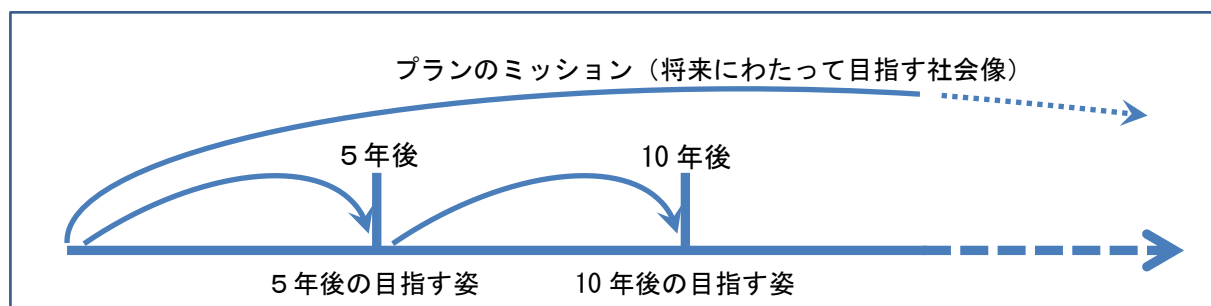 プランのミッション（将来にわたって目指す社会像）
５年後
10 年後
５年後の目指す姿
10 年後の目指す姿